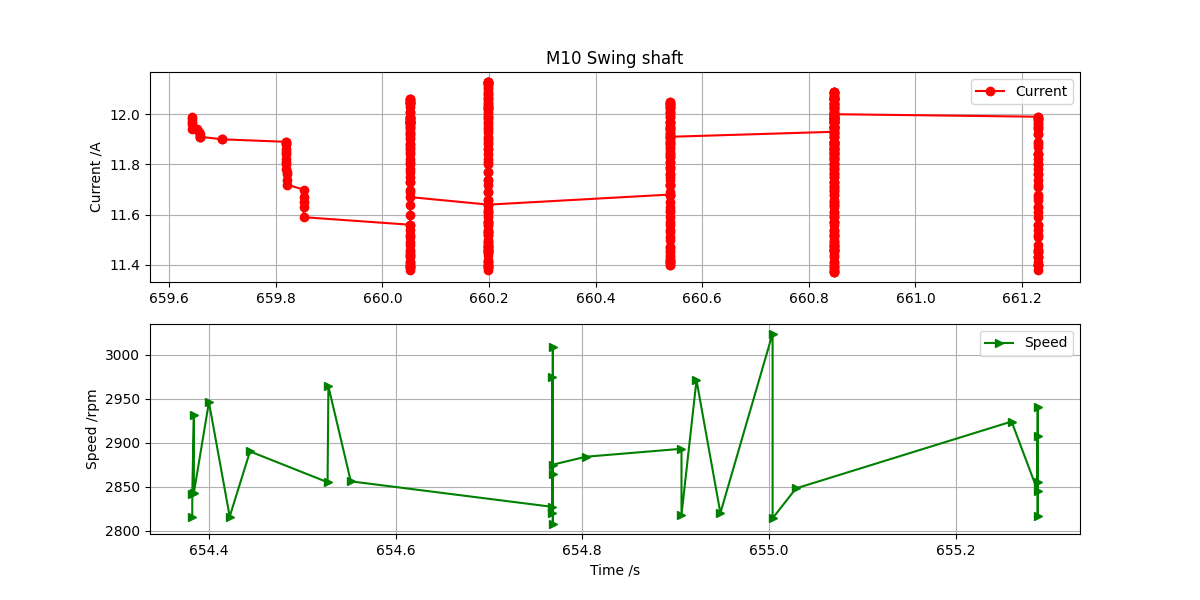 M10 Swing shaft
Current
Current /A
12.0
11.8
11.6
11.4
659.6 659.8 660.0 660.2 660.4 660.6 660.8 661.0 661.2
Speed
Speed /rpm
3000
2950
2900
2850
2800
654.4 654.6 654.8 655.0 655.2
Time /s